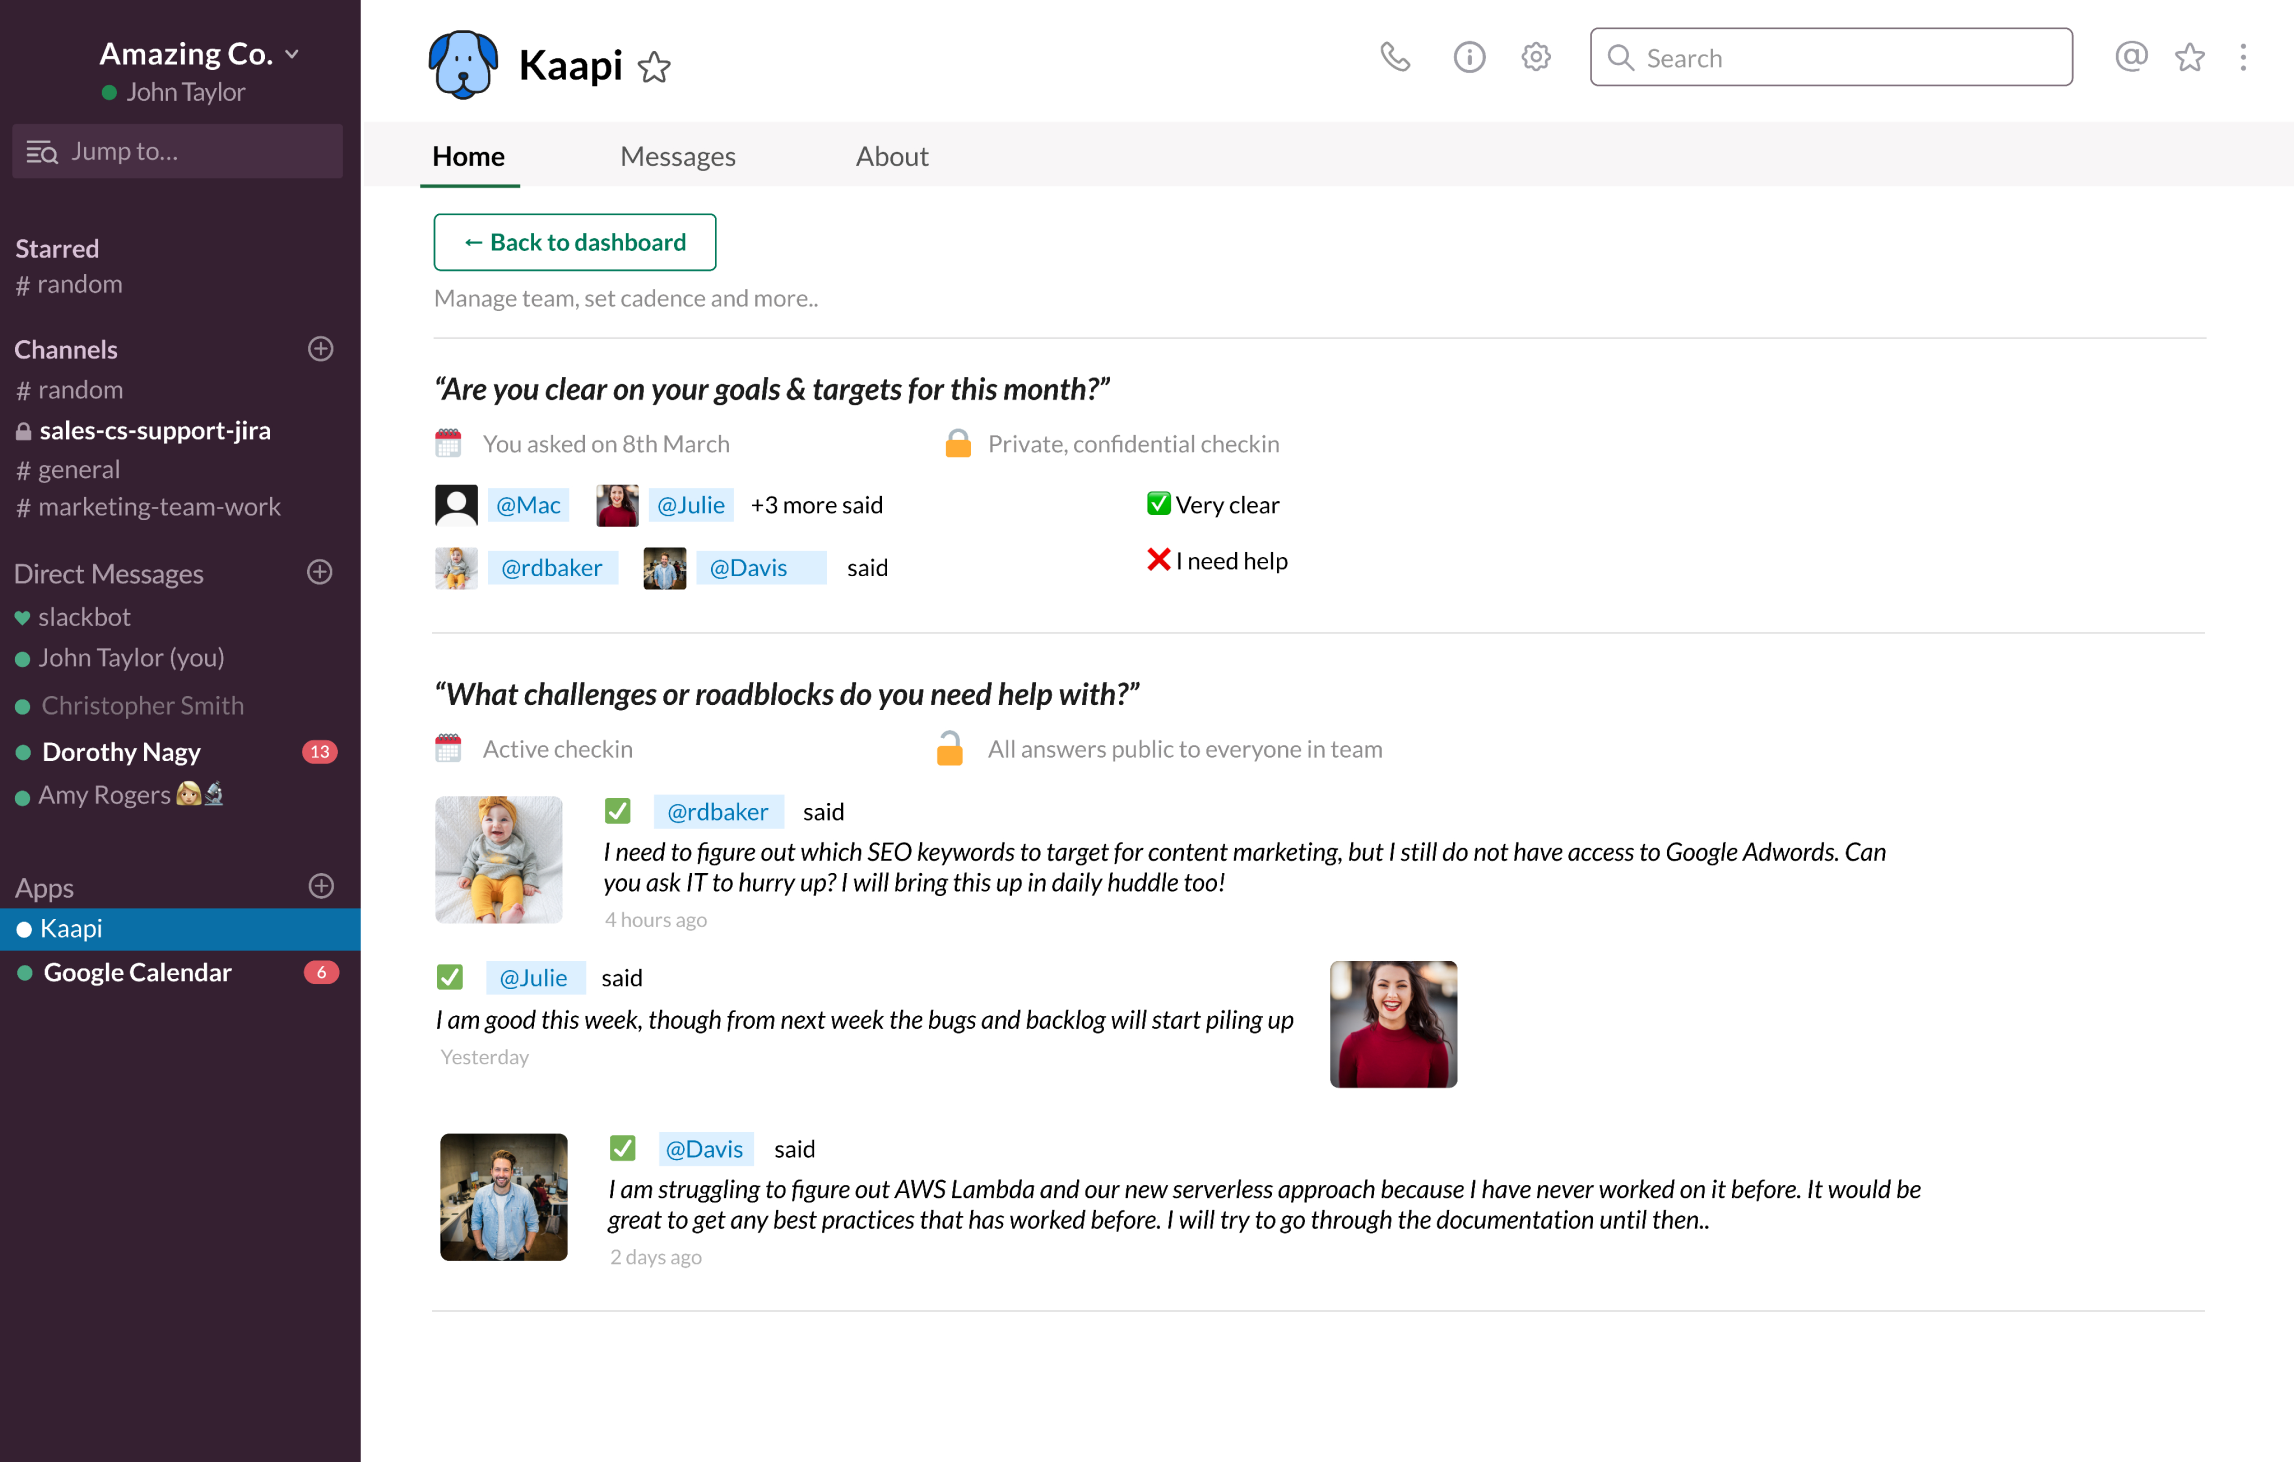 Amazing Co.
John Taylor
Jump to...
Starred
# random
Channels
# random
sales-cs-support-jira
# general
# marketing-team-work
Direct Messages
slackbot
John Taylor (you)
Christopher Smith
Dorothy Nagy 13
Amy Rogers
Apps
Kaapi
Google Calendar 6
Kaapi
Search
Home Messages About
← Back to dashboard
Manage team, set cadence and more..
“Are you clear on your goals & targets for this month?”
You asked on 8th March Private, confidential checkin
@Mac @Julie +3 more said ✅ Very clear
@rdbaker @Davis said ❌ I need help
“What challenges or roadblocks do you need help with?”
Active checkin All answers public to everyone in team
✅ @rdbaker said
I need to figure out which SEO keywords to target for content marketing, but I still do not have access to Google Adwords. Can
you ask IT to hurry up? I will bring this up in daily huddle too!
4 hours ago
✅ @Julie said
I am good this week, though from next week the bugs and backlog will start piling up
Yesterday
✅ @Davis said
I am struggling to figure out AWS Lambda and our new serverless approach because I have never worked on it before. It would be
great to get any best practices that has worked before. I will try to go through the documentation until then..
2 days ago